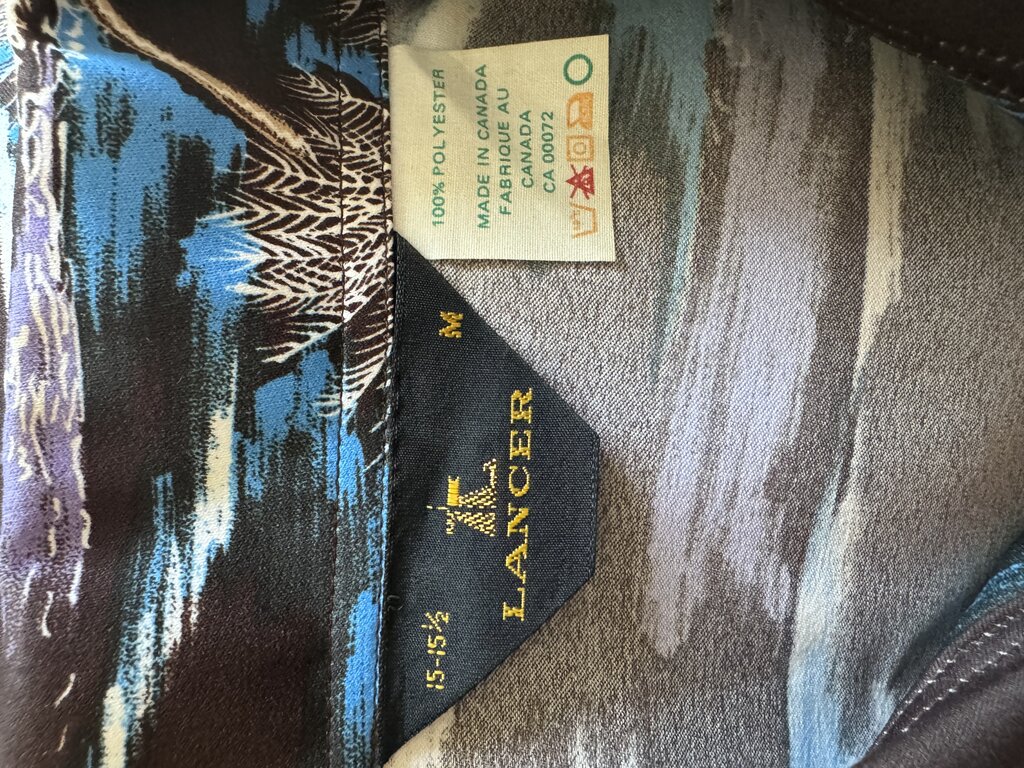 100% POLYESTER
MADE IN CANADA
FABRIQUE AU
CANADA
CA 00072
15-15½ M
LANCER